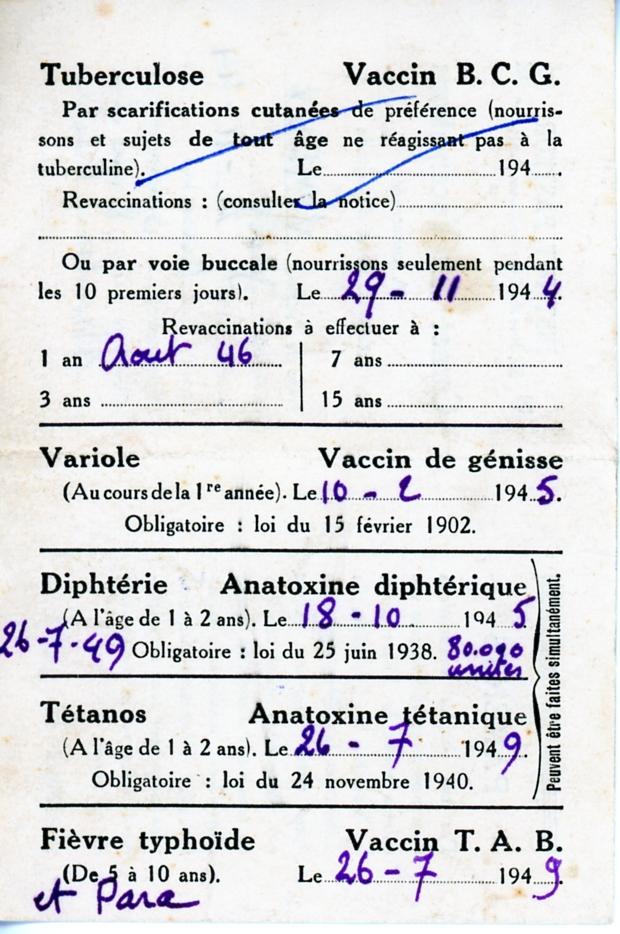 Tuberculose Vaccin B. C. G.
Par scarifications cutanées de préférence (nourris-
sons et sujets de tout âge ne réagissant pas à la
tuberculine). Le 194
Revaccinations : (consulter la notice)
Ou par voie buccale (nourrissons seulement pendant
les 10 premiers jours). Le 29 - 11 194 4.
Revaccinations à effectuer à :
1 an Aout 46 7 ans
3 ans 15 ans
Variole Vaccin de génisse
(Au cours de la 1re année). Le 10 - 2 194 5.
Obligatoire : loi du 15 février 1902.
Diphtérie Anatoxine diphtérique
(A l'âge de 1 à 2 ans). Le 18 - 10 194 5
26-7-49 Obligatoire : loi du 25 juin 1938. 80.000
unités
Peuvent être faites simultanément.
Tétanos Anatoxine tétanique
(A l'âge de 1 à 2 ans). Le 26 - 7 194 9.
Obligatoire : loi du 24 novembre 1940.
Fièvre typhoïde Vaccin T. A. B.
(De 5 à 10 ans). Le 26 - 7 194 9.
et Para